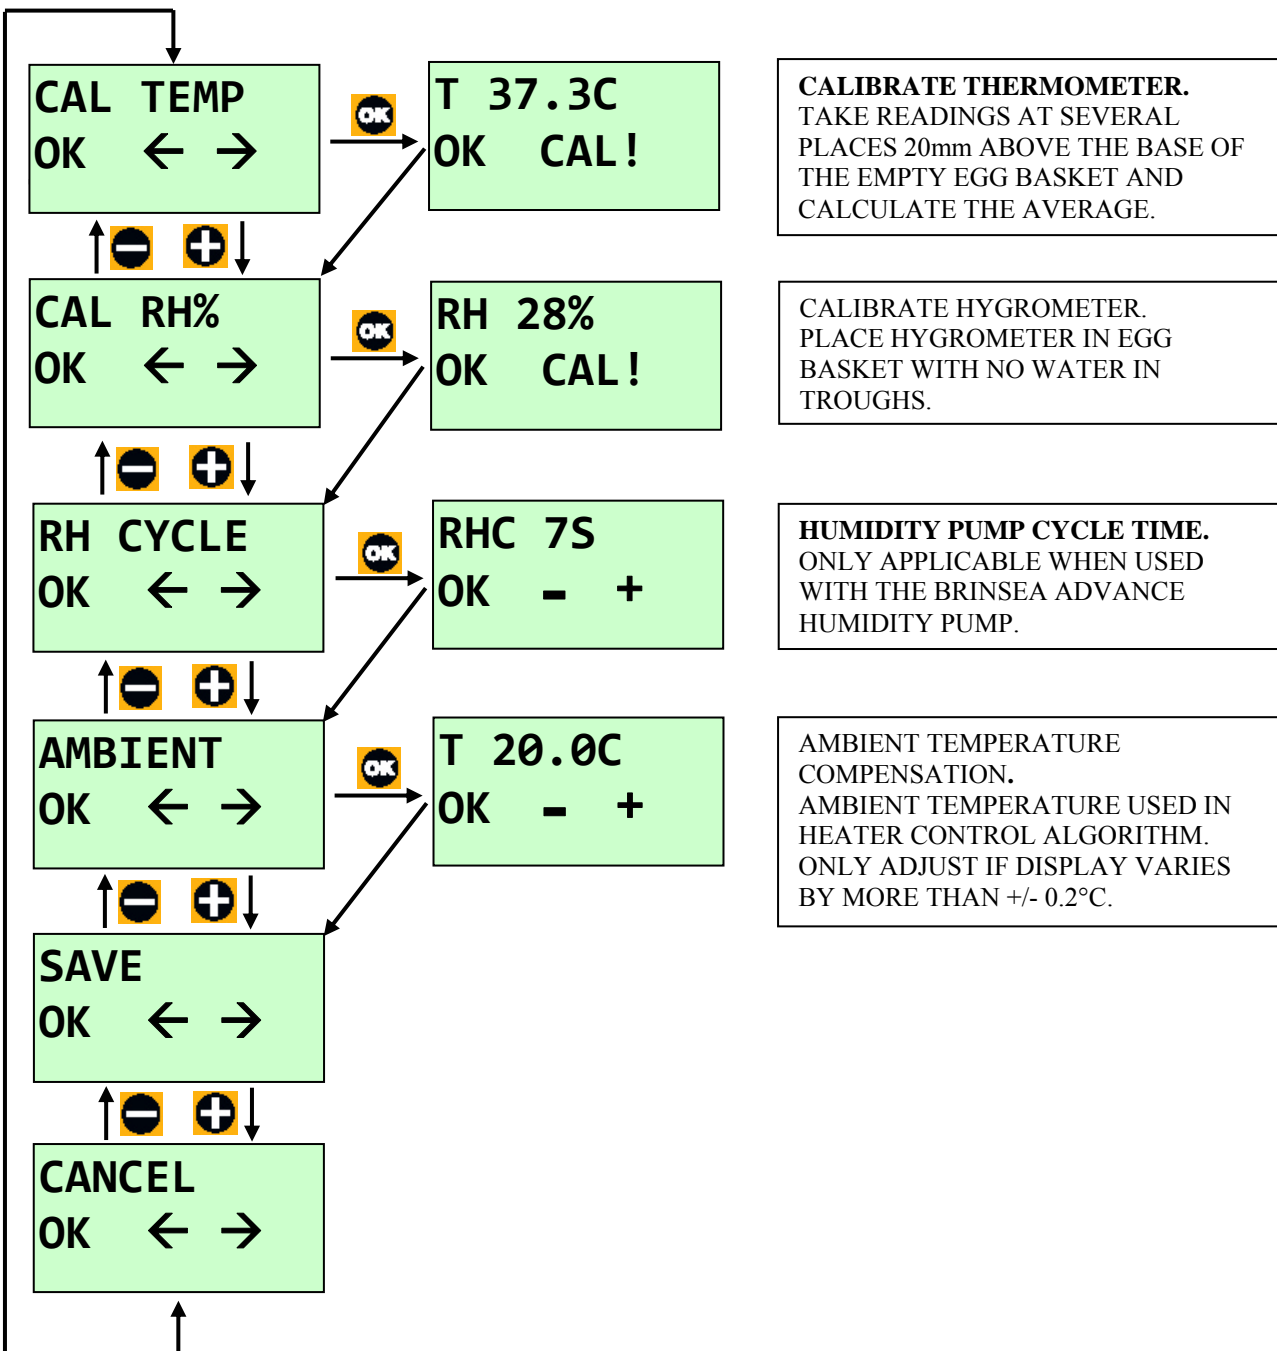 CAL TEMP
OK ← →
OK
T 37.3C
OK CAL!
CALIBRATE THERMOMETER.
TAKE READINGS AT SEVERAL
PLACES 20mm ABOVE THE BASE OF
THE EMPTY EGG BASKET AND
CALCULATE THE AVERAGE.
CAL RH%
OK ← →
OK
RH 28%
OK CAL!
CALIBRATE HYGROMETER.
PLACE HYGROMETER IN EGG
BASKET WITH NO WATER IN
TROUGHS.
RH CYCLE
OK ← →
OK
RHC 7S
OK - +
HUMIDITY PUMP CYCLE TIME.
ONLY APPLICABLE WHEN USED
WITH THE BRINSEA ADVANCE
HUMIDITY PUMP.
AMBIENT
OK ← →
OK
T 20.0C
OK - +
AMBIENT TEMPERATURE
COMPENSATION.
AMBIENT TEMPERATURE USED IN
HEATER CONTROL ALGORITHM.
ONLY ADJUST IF DISPLAY VARIES
BY MORE THAN +/- 0.2°C.
SAVE
OK ← →
CANCEL
OK ← →